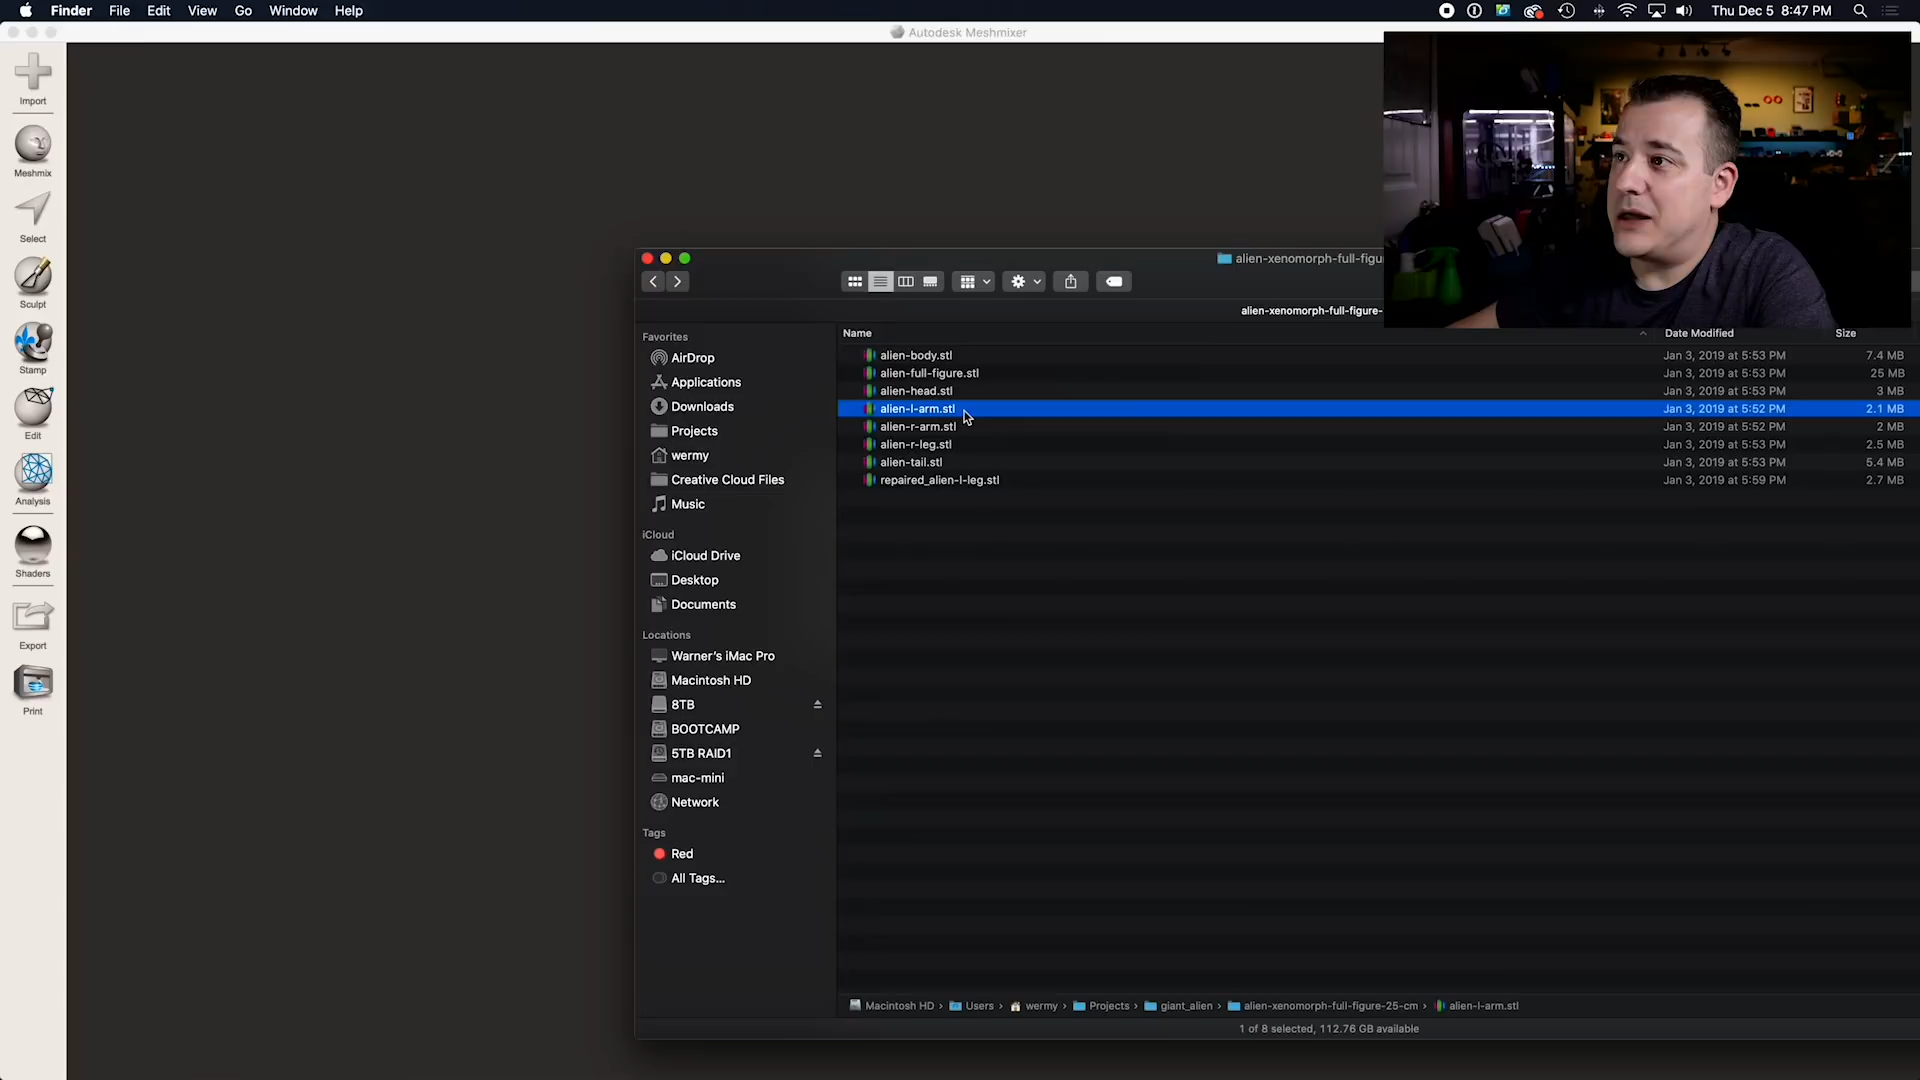 Finder File Edit View Go Window Help
Thu Dec 5 8:47 PM
Autodesk Meshmixer
Import
Meshmix
Select
Sculpt
Stamp
Edit
Analysis
Shaders
Export
Print
alien-xenomorph-full-figu
alien-xenomorph-full-figure-
Favorites
AirDrop
Applications
Downloads
Projects
wermy
Creative Cloud Files
Music
iCloud
iCloud Drive
Desktop
Documents
Locations
Warner's iMac Pro
Macintosh HD
8TB
BOOTCAMP
5TB RAID1
mac-mini
Network
Tags
Red
All Tags...
Name Date Modified Size
alien-body.stl Jan 3, 2019 at 5:53 PM 7.4 MB
alien-full-figure.stl Jan 3, 2019 at 5:53 PM 25 MB
alien-head.stl Jan 3, 2019 at 5:53 PM 3 MB
alien-l-arm.stl Jan 3, 2019 at 5:52 PM 2.1 MB
alien-r-arm.stl Jan 3, 2019 at 5:52 PM 2 MB
alien-r-leg.stl Jan 3, 2019 at 5:53 PM 2.5 MB
alien-tail.stl Jan 3, 2019 at 5:53 PM 5.4 MB
repaired_alien-l-leg.stl Jan 3, 2019 at 5:59 PM 2.7 MB
Macintosh HD › Users › wermy › Projects › giant_alien › alien-xenomorph-full-figure-25-cm › alien-l-arm.stl
1 of 8 selected, 112.76 GB available